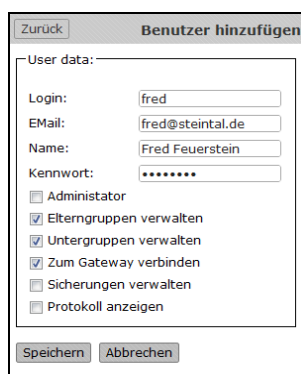 Zurück Benutzer hinzufügen
User data:
Login: fred
EMail: fred@steintal.de
Name: Fred Feuerstein
Kennwort: ••••••••
Administator
Elterngruppen verwalten
Untergruppen verwalten
Zum Gateway verbinden
Sicherungen verwalten
Protokoll anzeigen
Speichern Abbrechen